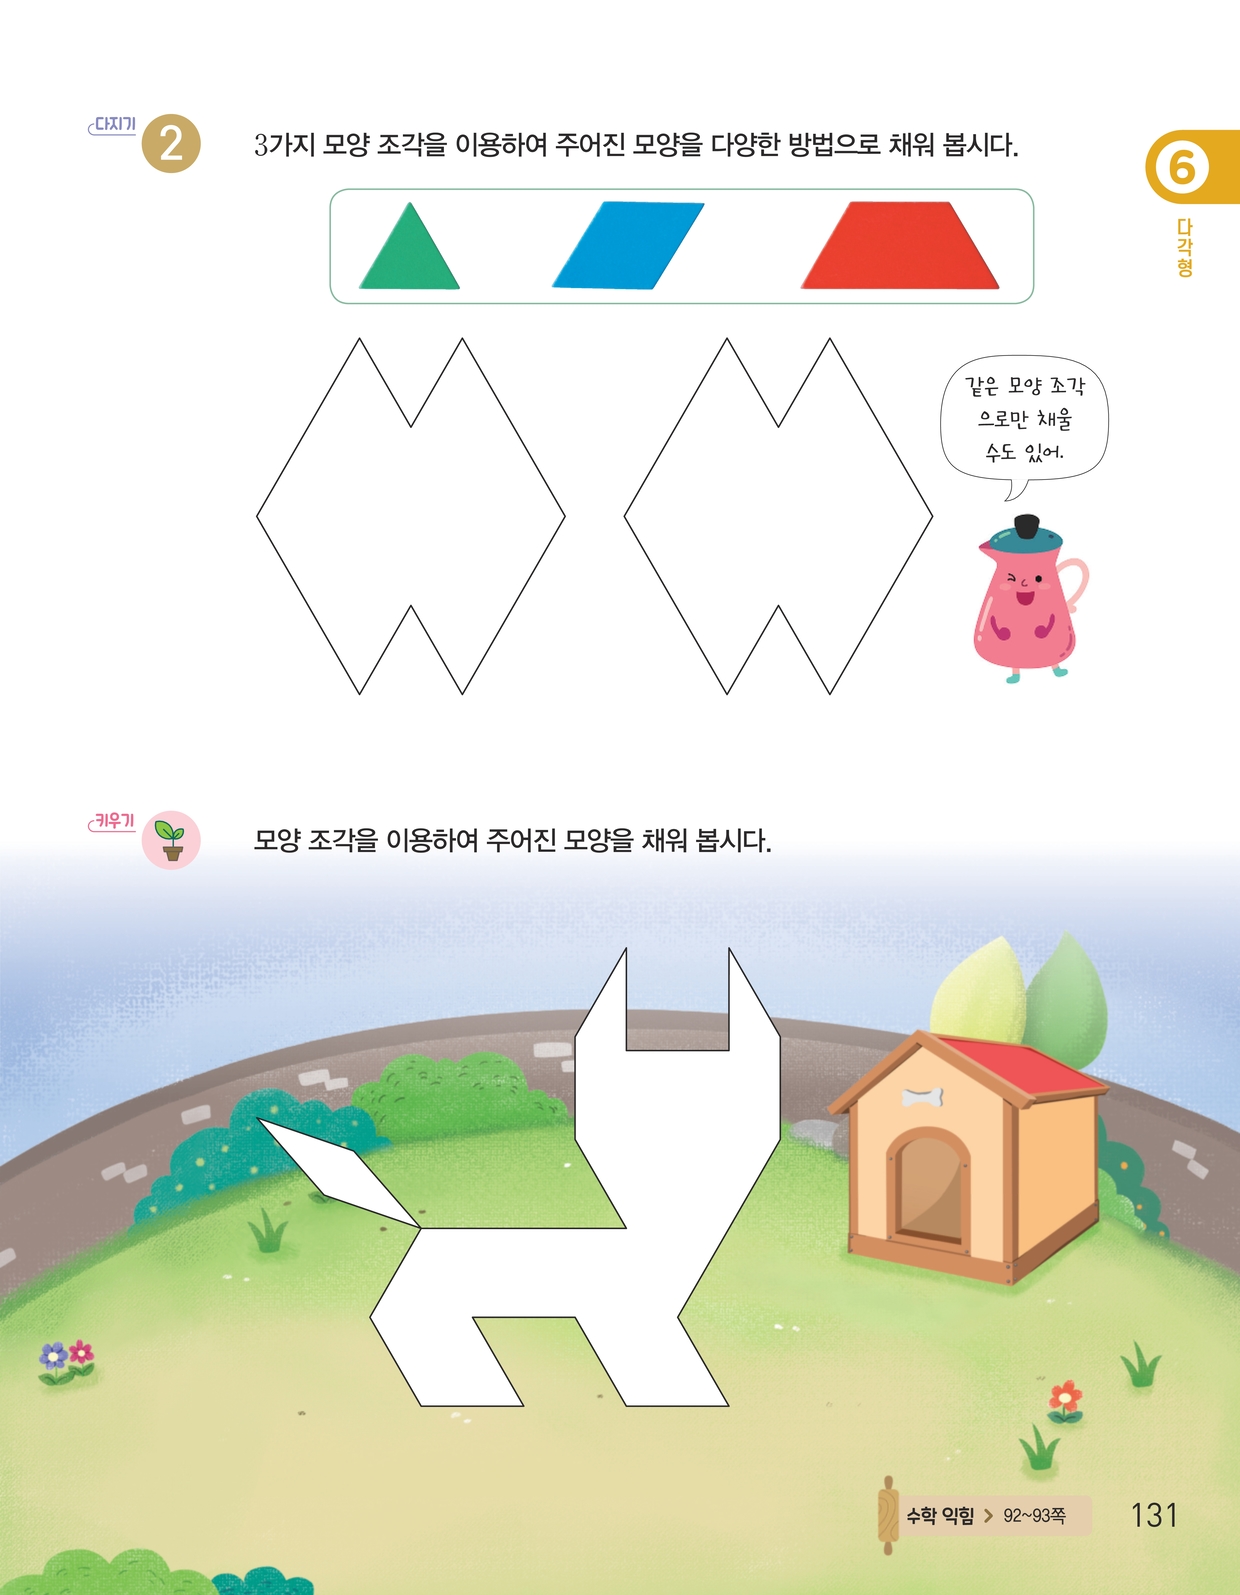 다지기
2
3가지 모양 조각을 이용하여 주어진 모양을 다양한 방법으로 채워 봅시다.
6
다각형
같은 모양 조각
으로만 채울
수도 있어.
키우기
모양 조각을 이용하여 주어진 모양을 채워 봅시다.
수학 익힘 > 92~93쪽
131